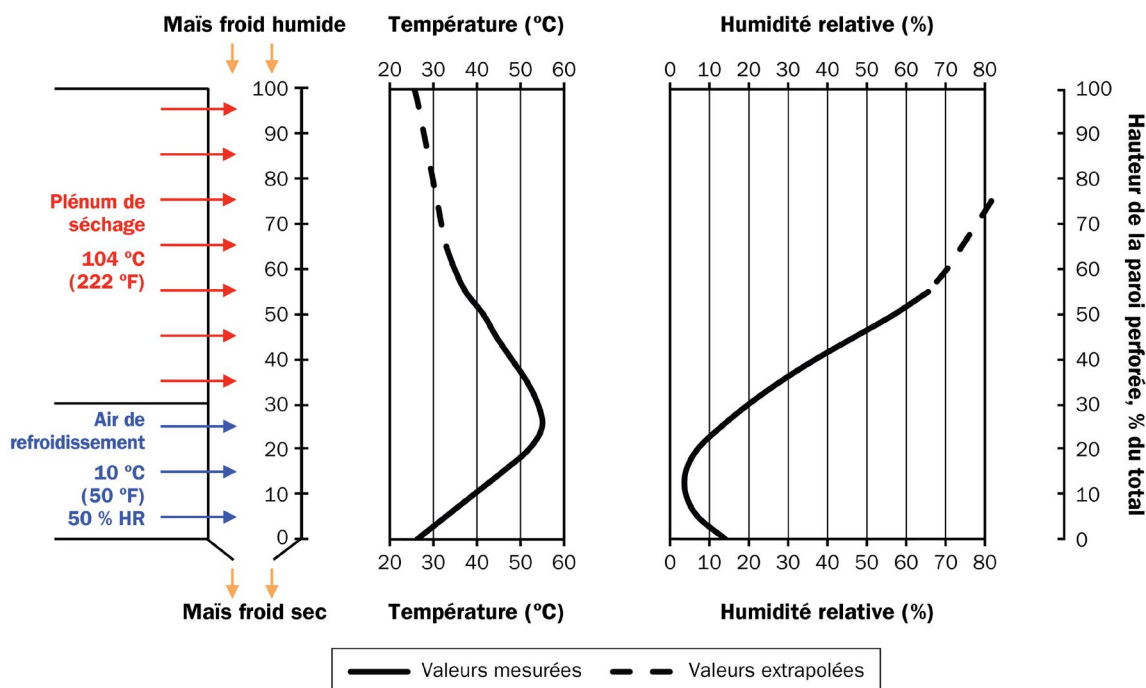 Maïs froid humide
Température (ºC)
Humidité relative (%)
20 30 40 50 60
0 10 20 30 40 50 60 70 80
100
90
80
70
60
50
40
30
20
10
0
Plénum de
séchage
104 ºC
(222 ºF)
Air de
refroidissement
10 ºC
(50 ºF)
50 % HR
100
90
80
70
60
50
40
30
20
10
0
Hauteur de la paroi perforée, % du total
20 30 40 50 60
0 10 20 30 40 50 60 70 80
Maïs froid sec
Température (ºC)
Humidité relative (%)
Valeurs mesurées
Valeurs extrapolées